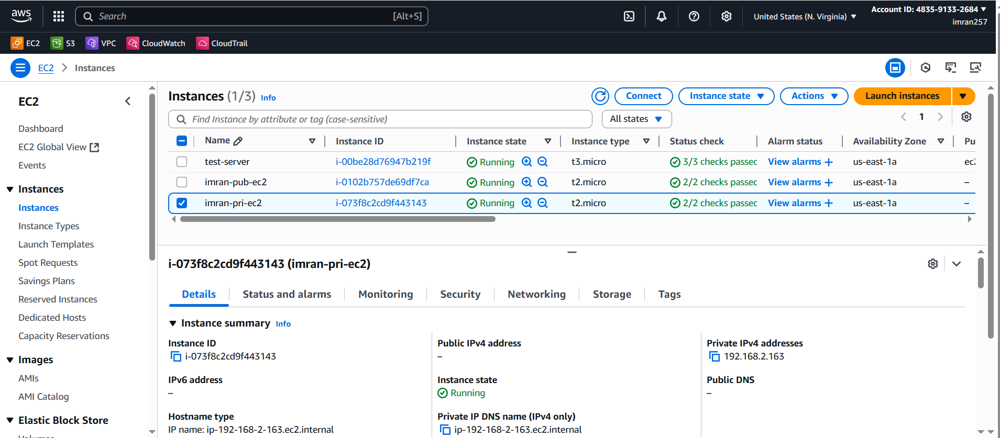 aws
Search [Alt+S]
United States (N. Virginia)
Account ID: 4835-9133-2684
imran257
EC2 S3 VPC CloudWatch CloudTrail
EC2 Instances
EC2
Dashboard
EC2 Global View
Events
Instances
Instances
Instance Types
Launch Templates
Spot Requests
Savings Plans
Reserved Instances
Dedicated Hosts
Capacity Reservations
Images
AMIs
AMI Catalog
Elastic Block Store
Instances (1/3) Info
Connect Instance state Actions Launch instances
Find Instance by attribute or tag (case-sensitive) All states 1
Name Instance ID Instance state Instance type Status check Alarm status Availability Zone Pu
test-server i-00be28d76947b219f Running t3.micro 3/3 checks passed View alarms + us-east-1a ec2
imran-pub-ec2 i-0102b757de69df7ca Running t2.micro 2/2 checks passed View alarms + us-east-1a –
imran-pri-ec2 i-073f8c2cd9f443143 Running t2.micro 2/2 checks passed View alarms + us-east-1a –
i-073f8c2cd9f443143 (imran-pri-ec2)
Details Status and alarms Monitoring Security Networking Storage Tags
Instance summary Info
Instance ID
i-073f8c2cd9f443143
Public IPv4 address
–
Private IPv4 addresses
192.168.2.163
IPv6 address
–
Instance state
Running
Public DNS
–
Hostname type
IP name: ip-192-168-2-163.ec2.internal
Private IP DNS name (IPv4 only)
ip-192-168-2-163.ec2.internal